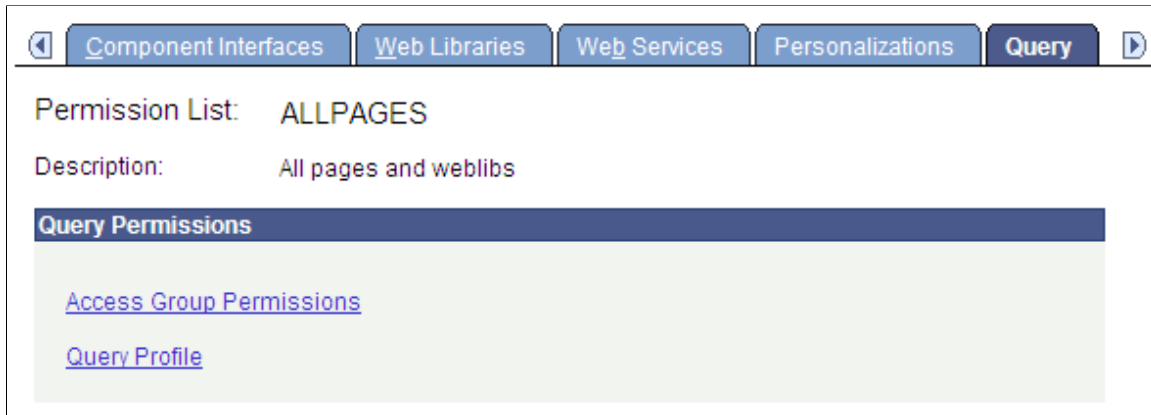 Component Interfaces Web Libraries Web Services Personalizations Query
Permission List: ALLPAGES
Description: All pages and weblibs
Query Permissions
Access Group Permissions
Query Profile